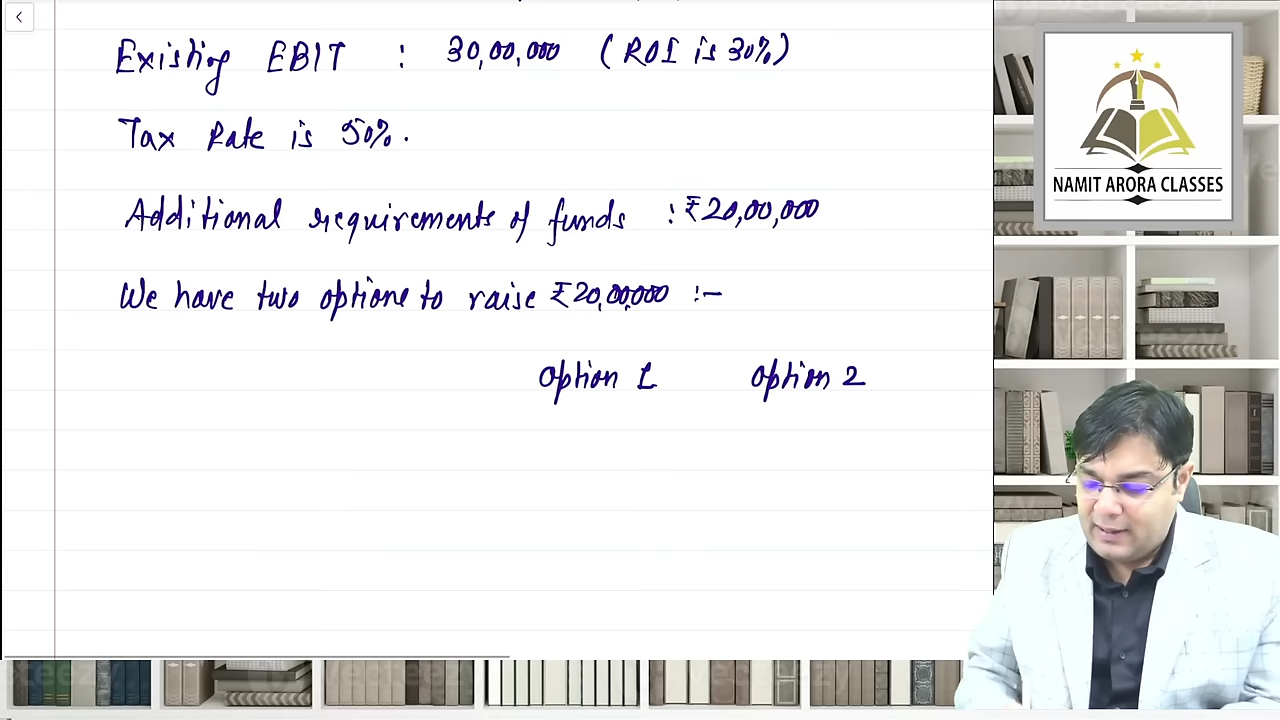 Existing EBIT : 30,00,000 (ROI is 30%)
Tax Rate is 50%.
Additional requirements of funds : ₹20,00,000
We have two options to raise ₹20,00,000 :-
Option 1 Option 2
NAMIT ARORA CLASSES